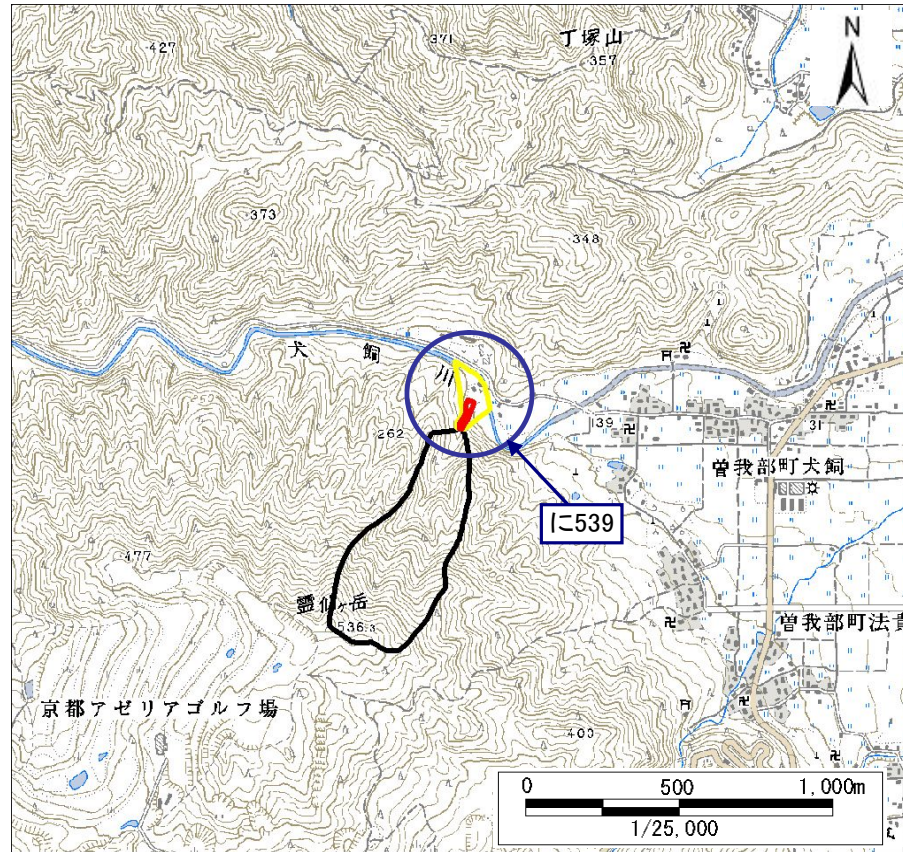 427
371
丁塚山
357
N
373
348
犬飼川
262
139
31
曽我部町犬飼
に539
477
霊仙ヶ岳
536.3
曽我部町法貴
京都アゼリアゴルフ場
400
0 500 1,000m
1/25,000